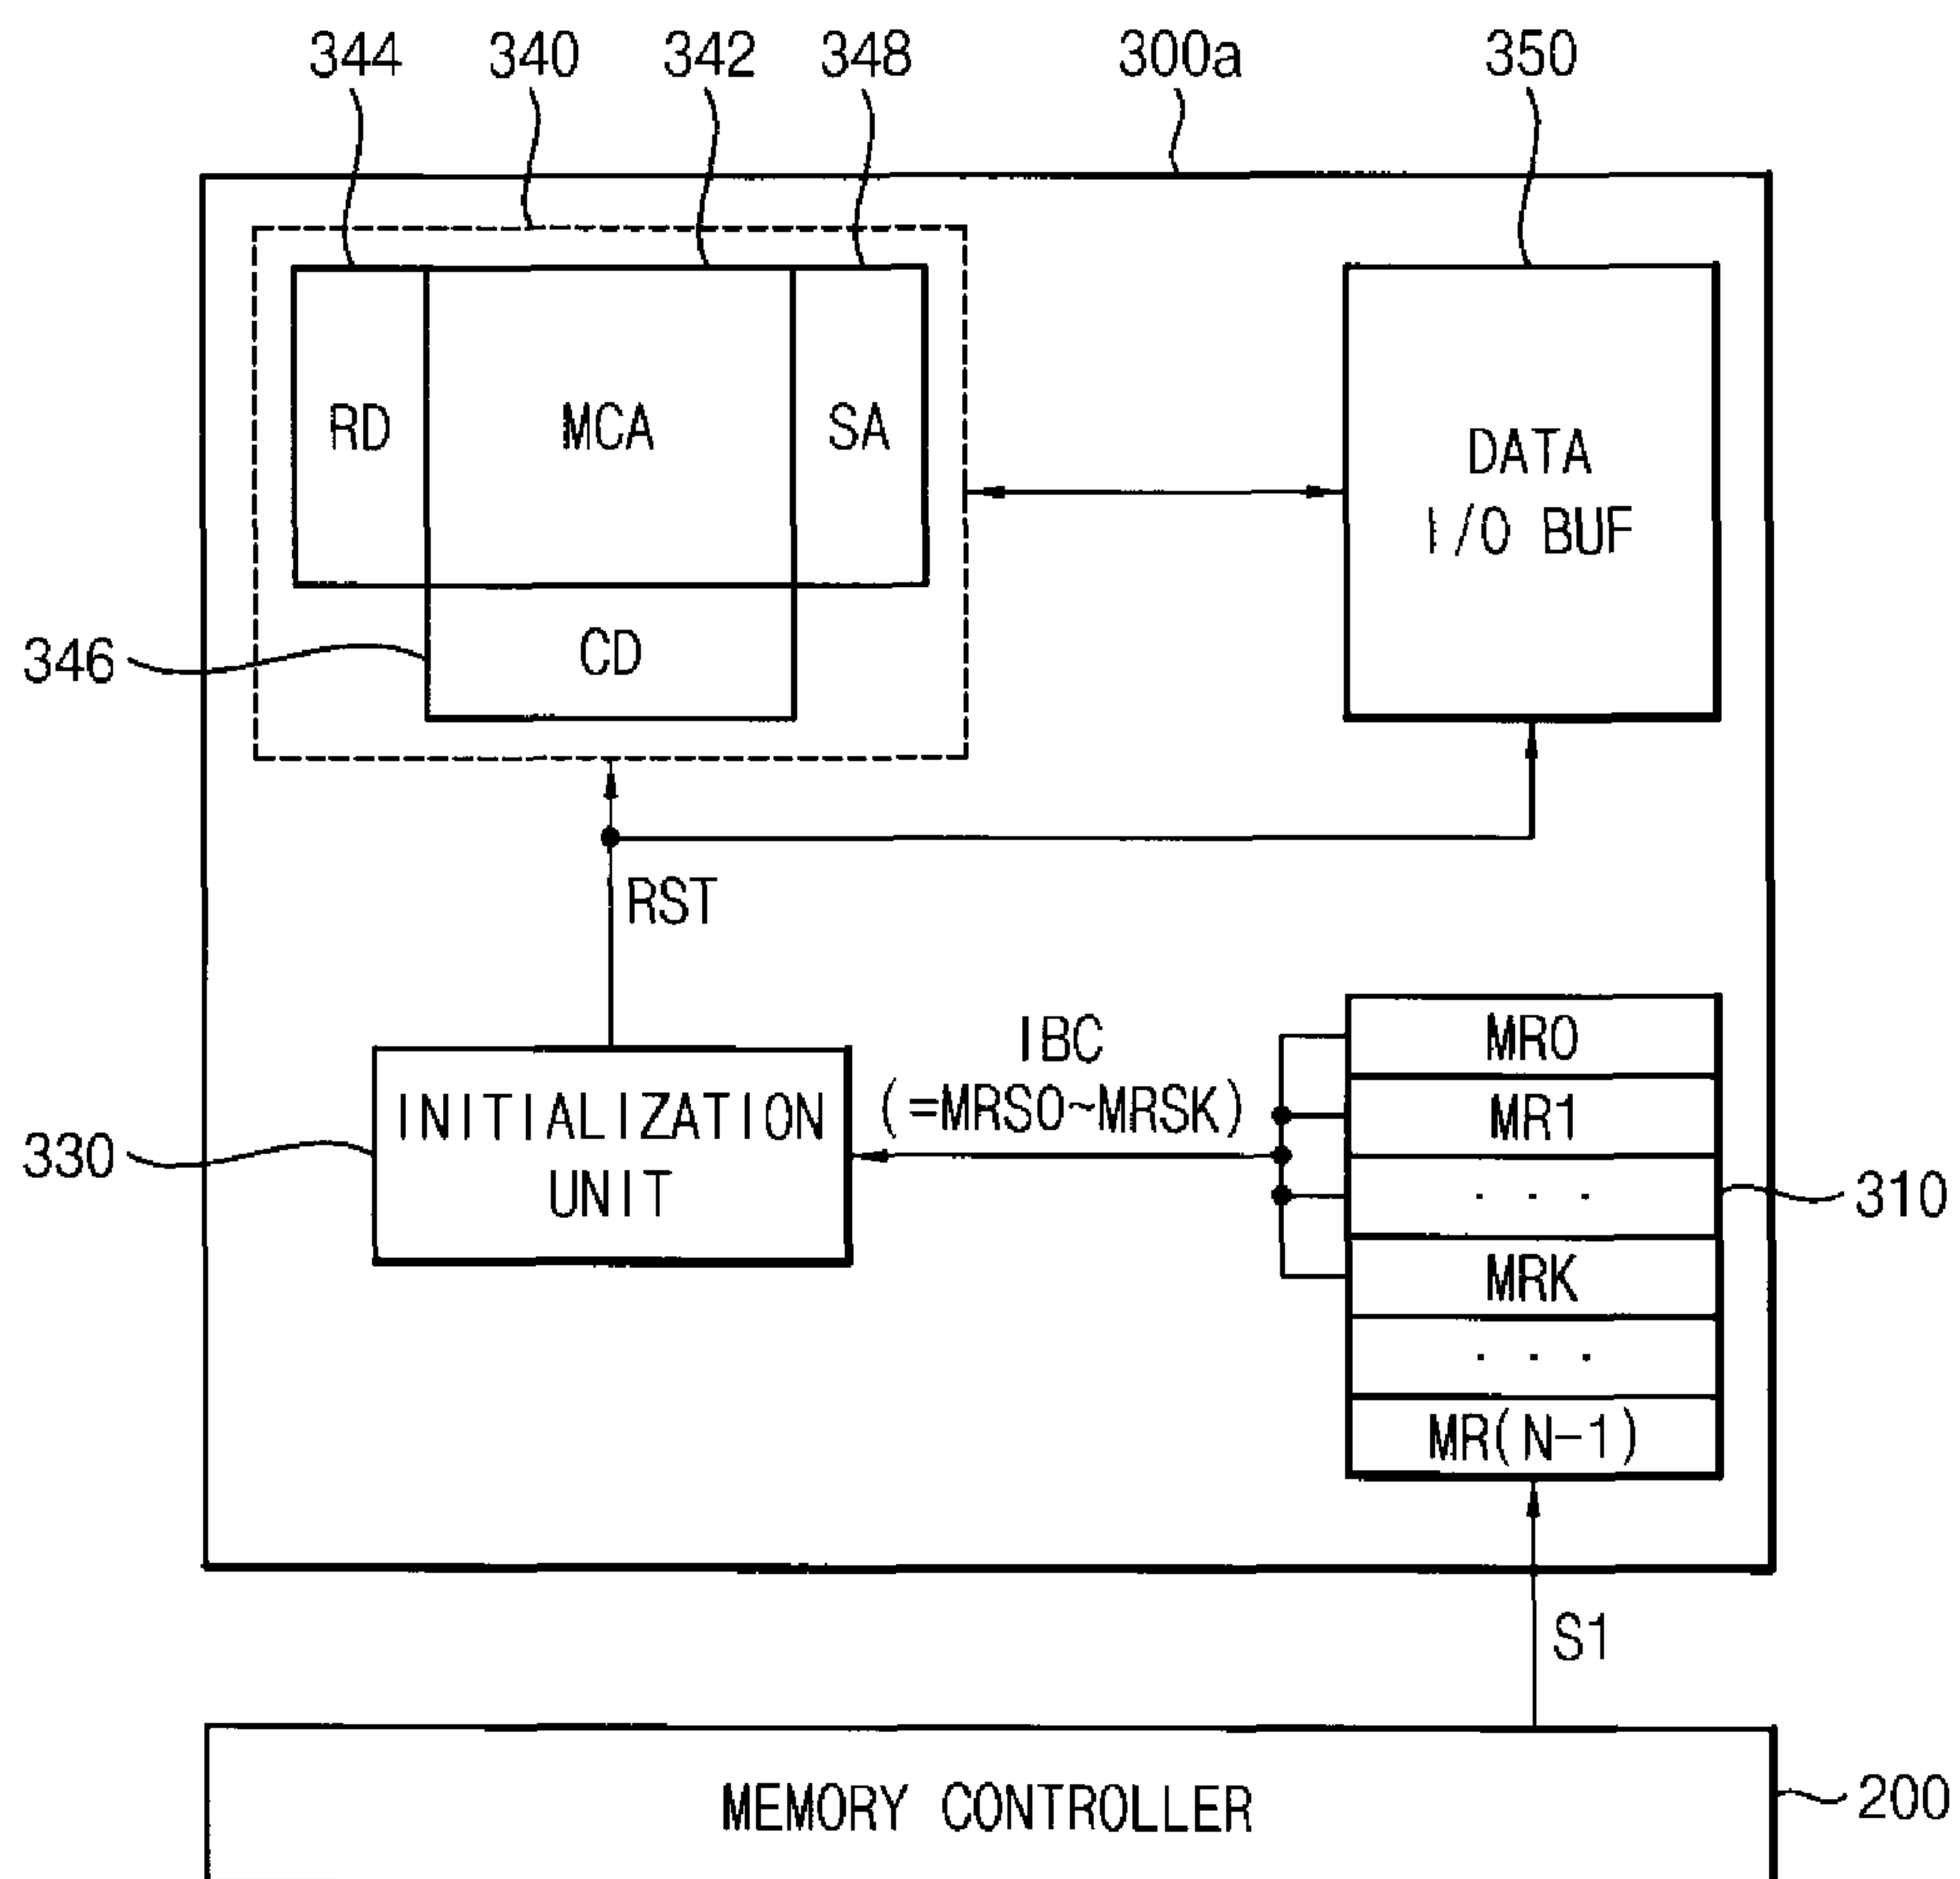 344 340 342 348 300a 350
RD MCA SA
DATA
I/O BUF
346
CD
RST
IBC
(=MRS0~MRSK)
INITIALIZATION
UNIT
330
MR0
MR1
. . .
310
MRK
. . .
MR(N-1)
S1
MEMORY CONTROLLER
200